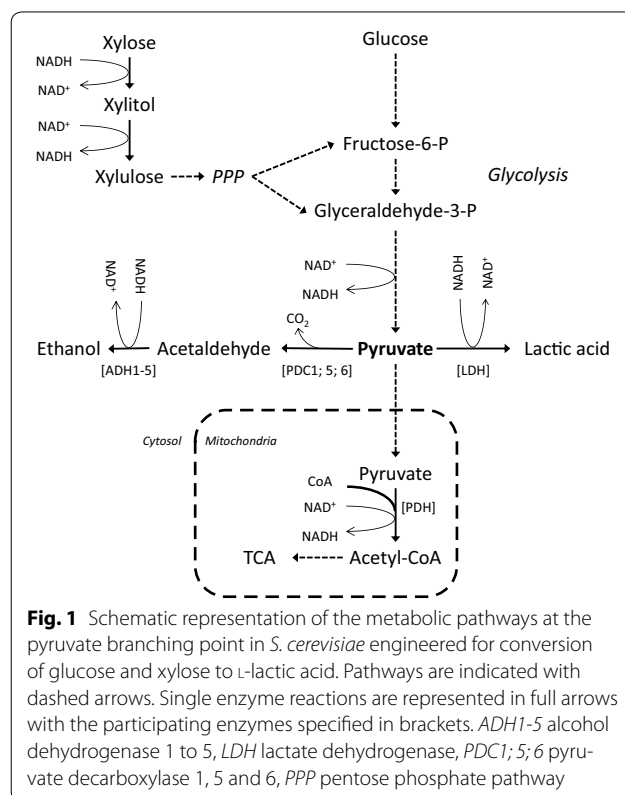 Xylose
Glucose
NADH
NAD⁺
Xylitol
NAD⁺
NADH
Xylulose
PPP
Fructose-6-P
Glycolysis
Glyceraldehyde-3-P
NAD⁺
NADH
NAD⁺
NADH
NADH
NAD⁺
CO₂
Ethanol
Acetaldehyde
Pyruvate
Lactic acid
[ADH1-5]
[PDC1; 5; 6]
[LDH]
Cytosol
Mitochondria
Pyruvate
CoA
NAD⁺
[PDH]
NADH
TCA
Acetyl-CoA
Fig. 1 Schematic representation of the metabolic pathways at the
pyruvate branching point in S. cerevisiae engineered for conversion
of glucose and xylose to L-lactic acid. Pathways are indicated with
dashed arrows. Single enzyme reactions are represented in full arrows
with the participating enzymes specified in brackets. ADH1-5 alcohol
dehydrogenase 1 to 5, LDH lactate dehydrogenase, PDC1; 5; 6 pyru-
vate decarboxylase 1, 5 and 6, PPP pentose phosphate pathway